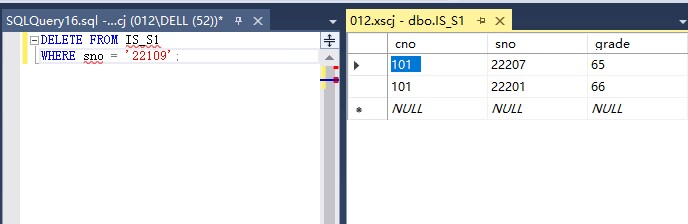 SQLQuery16.sql -...cj (012\DELL (52))*
DELETE FROM IS_S1
WHERE sno = '22109';
012.xscj - dbo.IS_S1
cno sno grade
101 22207 65
101 22201 66
NULL NULL NULL